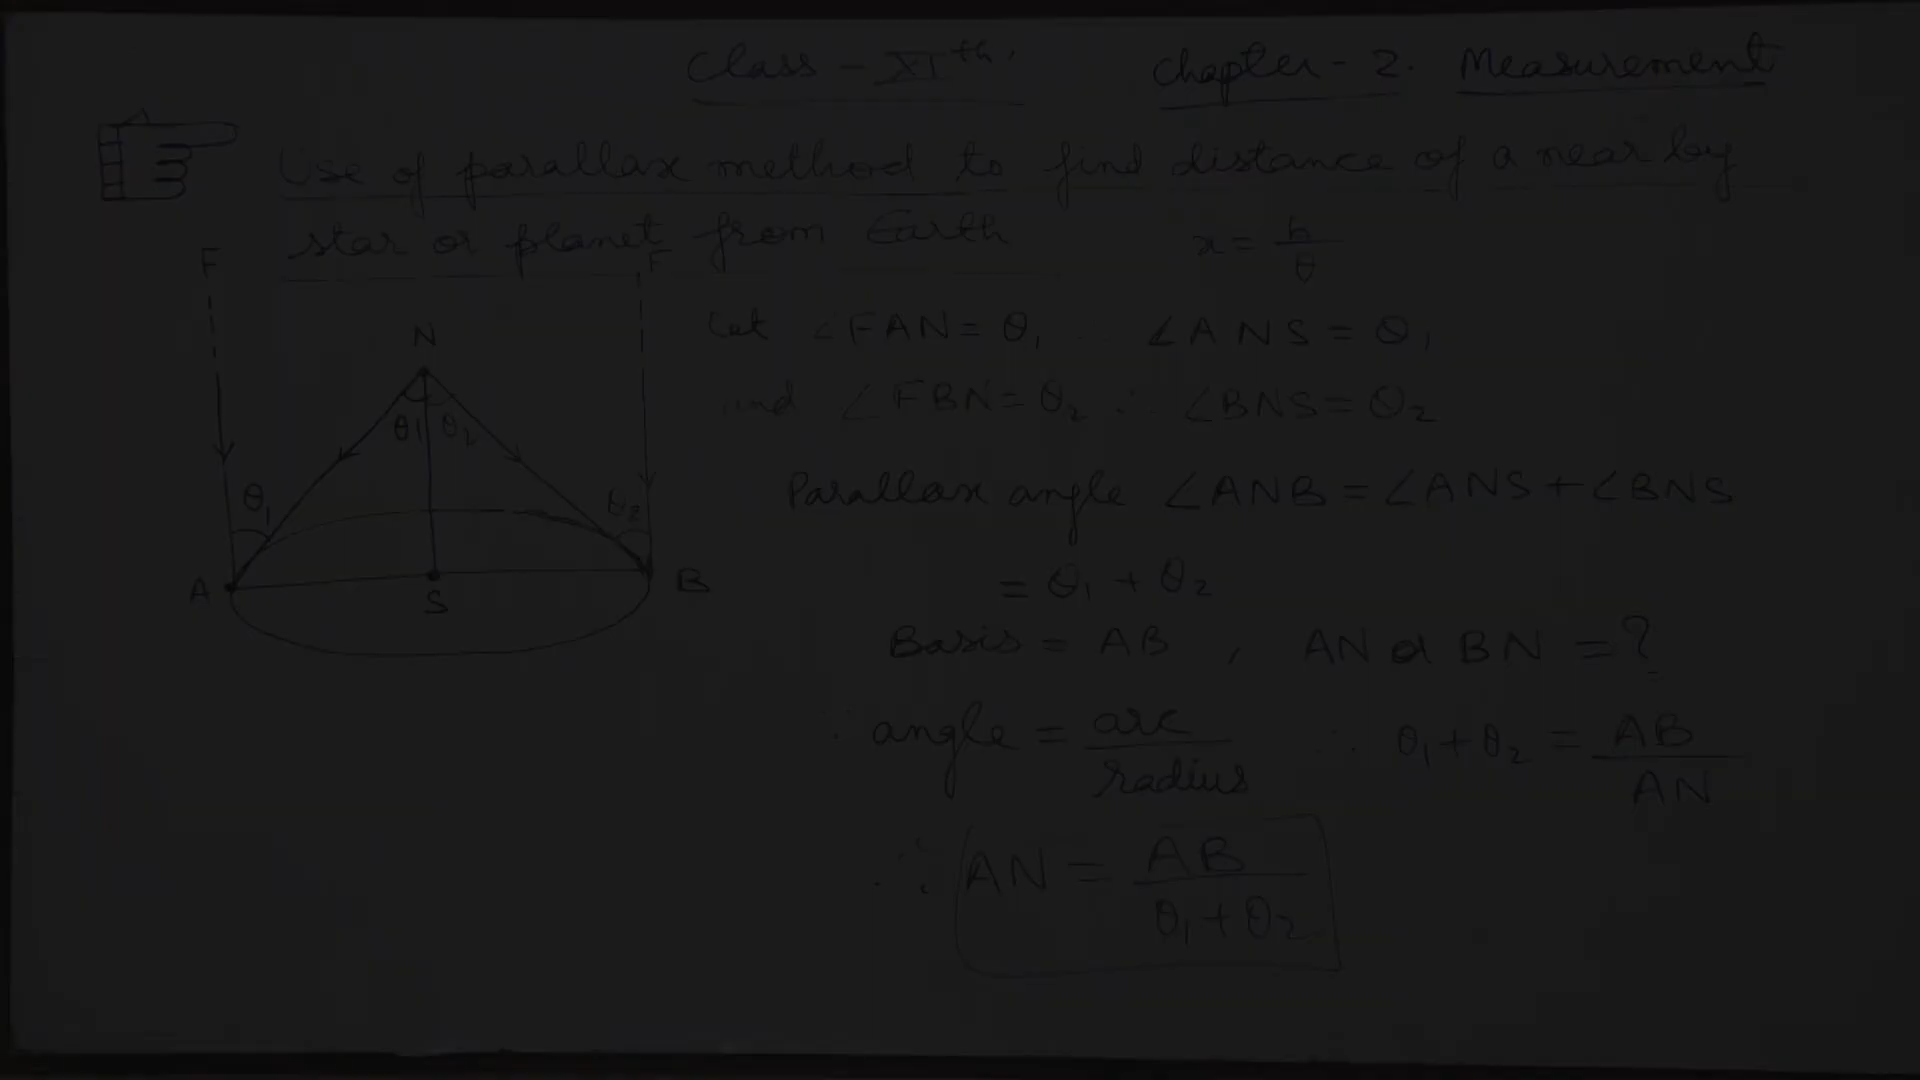 Class - XIth. Chapter - 2. Measurement
Use of parallax method to find distance of a near by
star or planet from Earth x = b/θ
F F
N
Let ∠FAN = θ₁ ∠ANS = θ₁
and ∠FBN = θ₂ ∴ ∠BNS = θ₂
θ₁ θ₂
Parallax angle ∠ANB = ∠ANS + ∠BNS
θ₁ θ₂
= θ₁ + θ₂
A S B
Basis = AB , AN or BN = ?
angle = arc/radius ∴ θ₁ + θ₂ = AB/AN
∴ AN = AB/θ₁ + θ₂